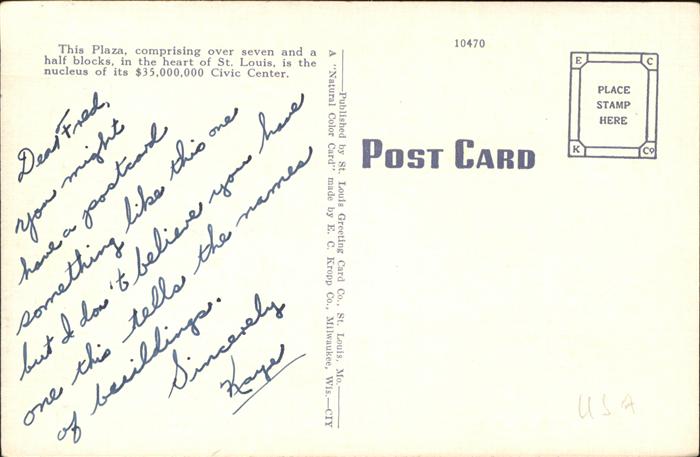 This Plaza, comprising over seven and a
half blocks, in the heart of St. Louis, is the
nucleus of its $35,000,000 Civic Center.
Dear Fred,
You might
have a postcard
something like this one
but I don't believe you have
one this tells the names
of buildings.
Sincerely
Kaye
—Published by St. Louis Greeting Card Co., St. Louis, Mo.—
A "Natural Color Card" made by E. C. Kropp Co., Milwaukee, Wis.—CIY
10470
POST CARD
E C
PLACE
STAMP
HERE
K Co
USA